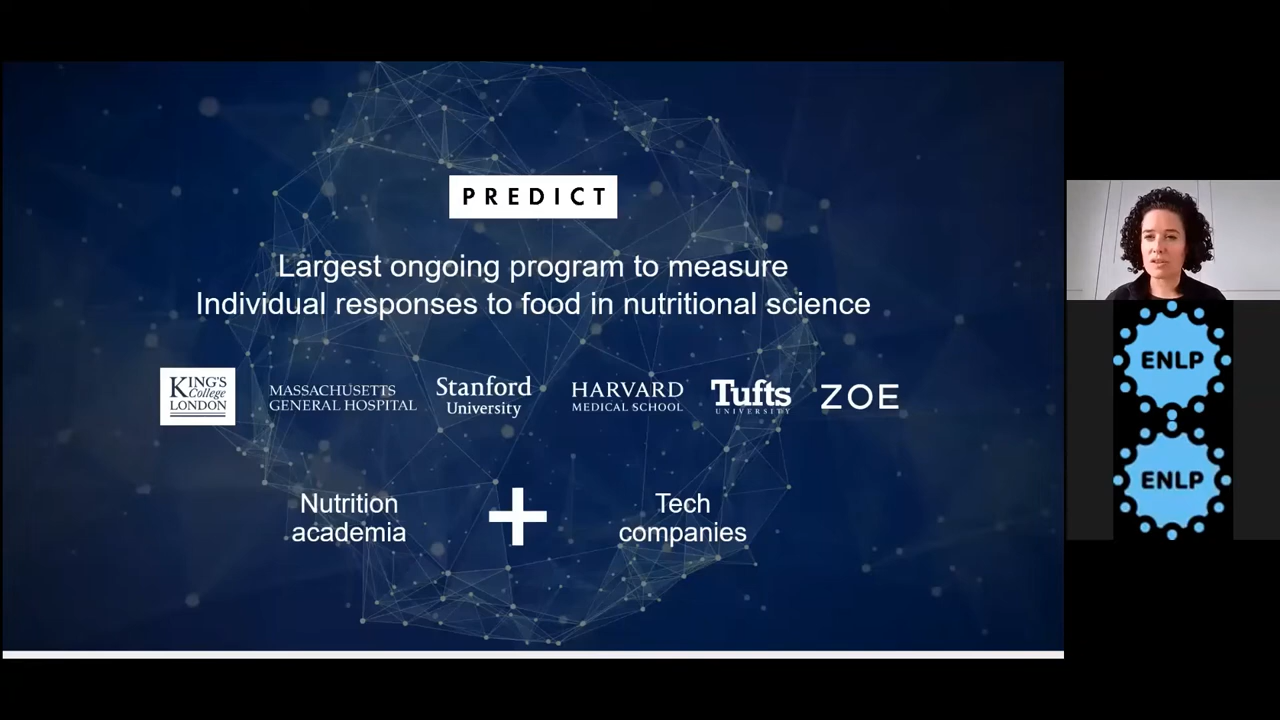 PREDICT
Largest ongoing program to measure
Individual responses to food in nutritional science
KING'S
College
LONDON
MASSACHUSETTS
GENERAL HOSPITAL
Stanford
University
HARVARD
MEDICAL SCHOOL
Tufts
UNIVERSITY
ZOE
Nutrition
academia
+
Tech
companies
ENLP
ENLP